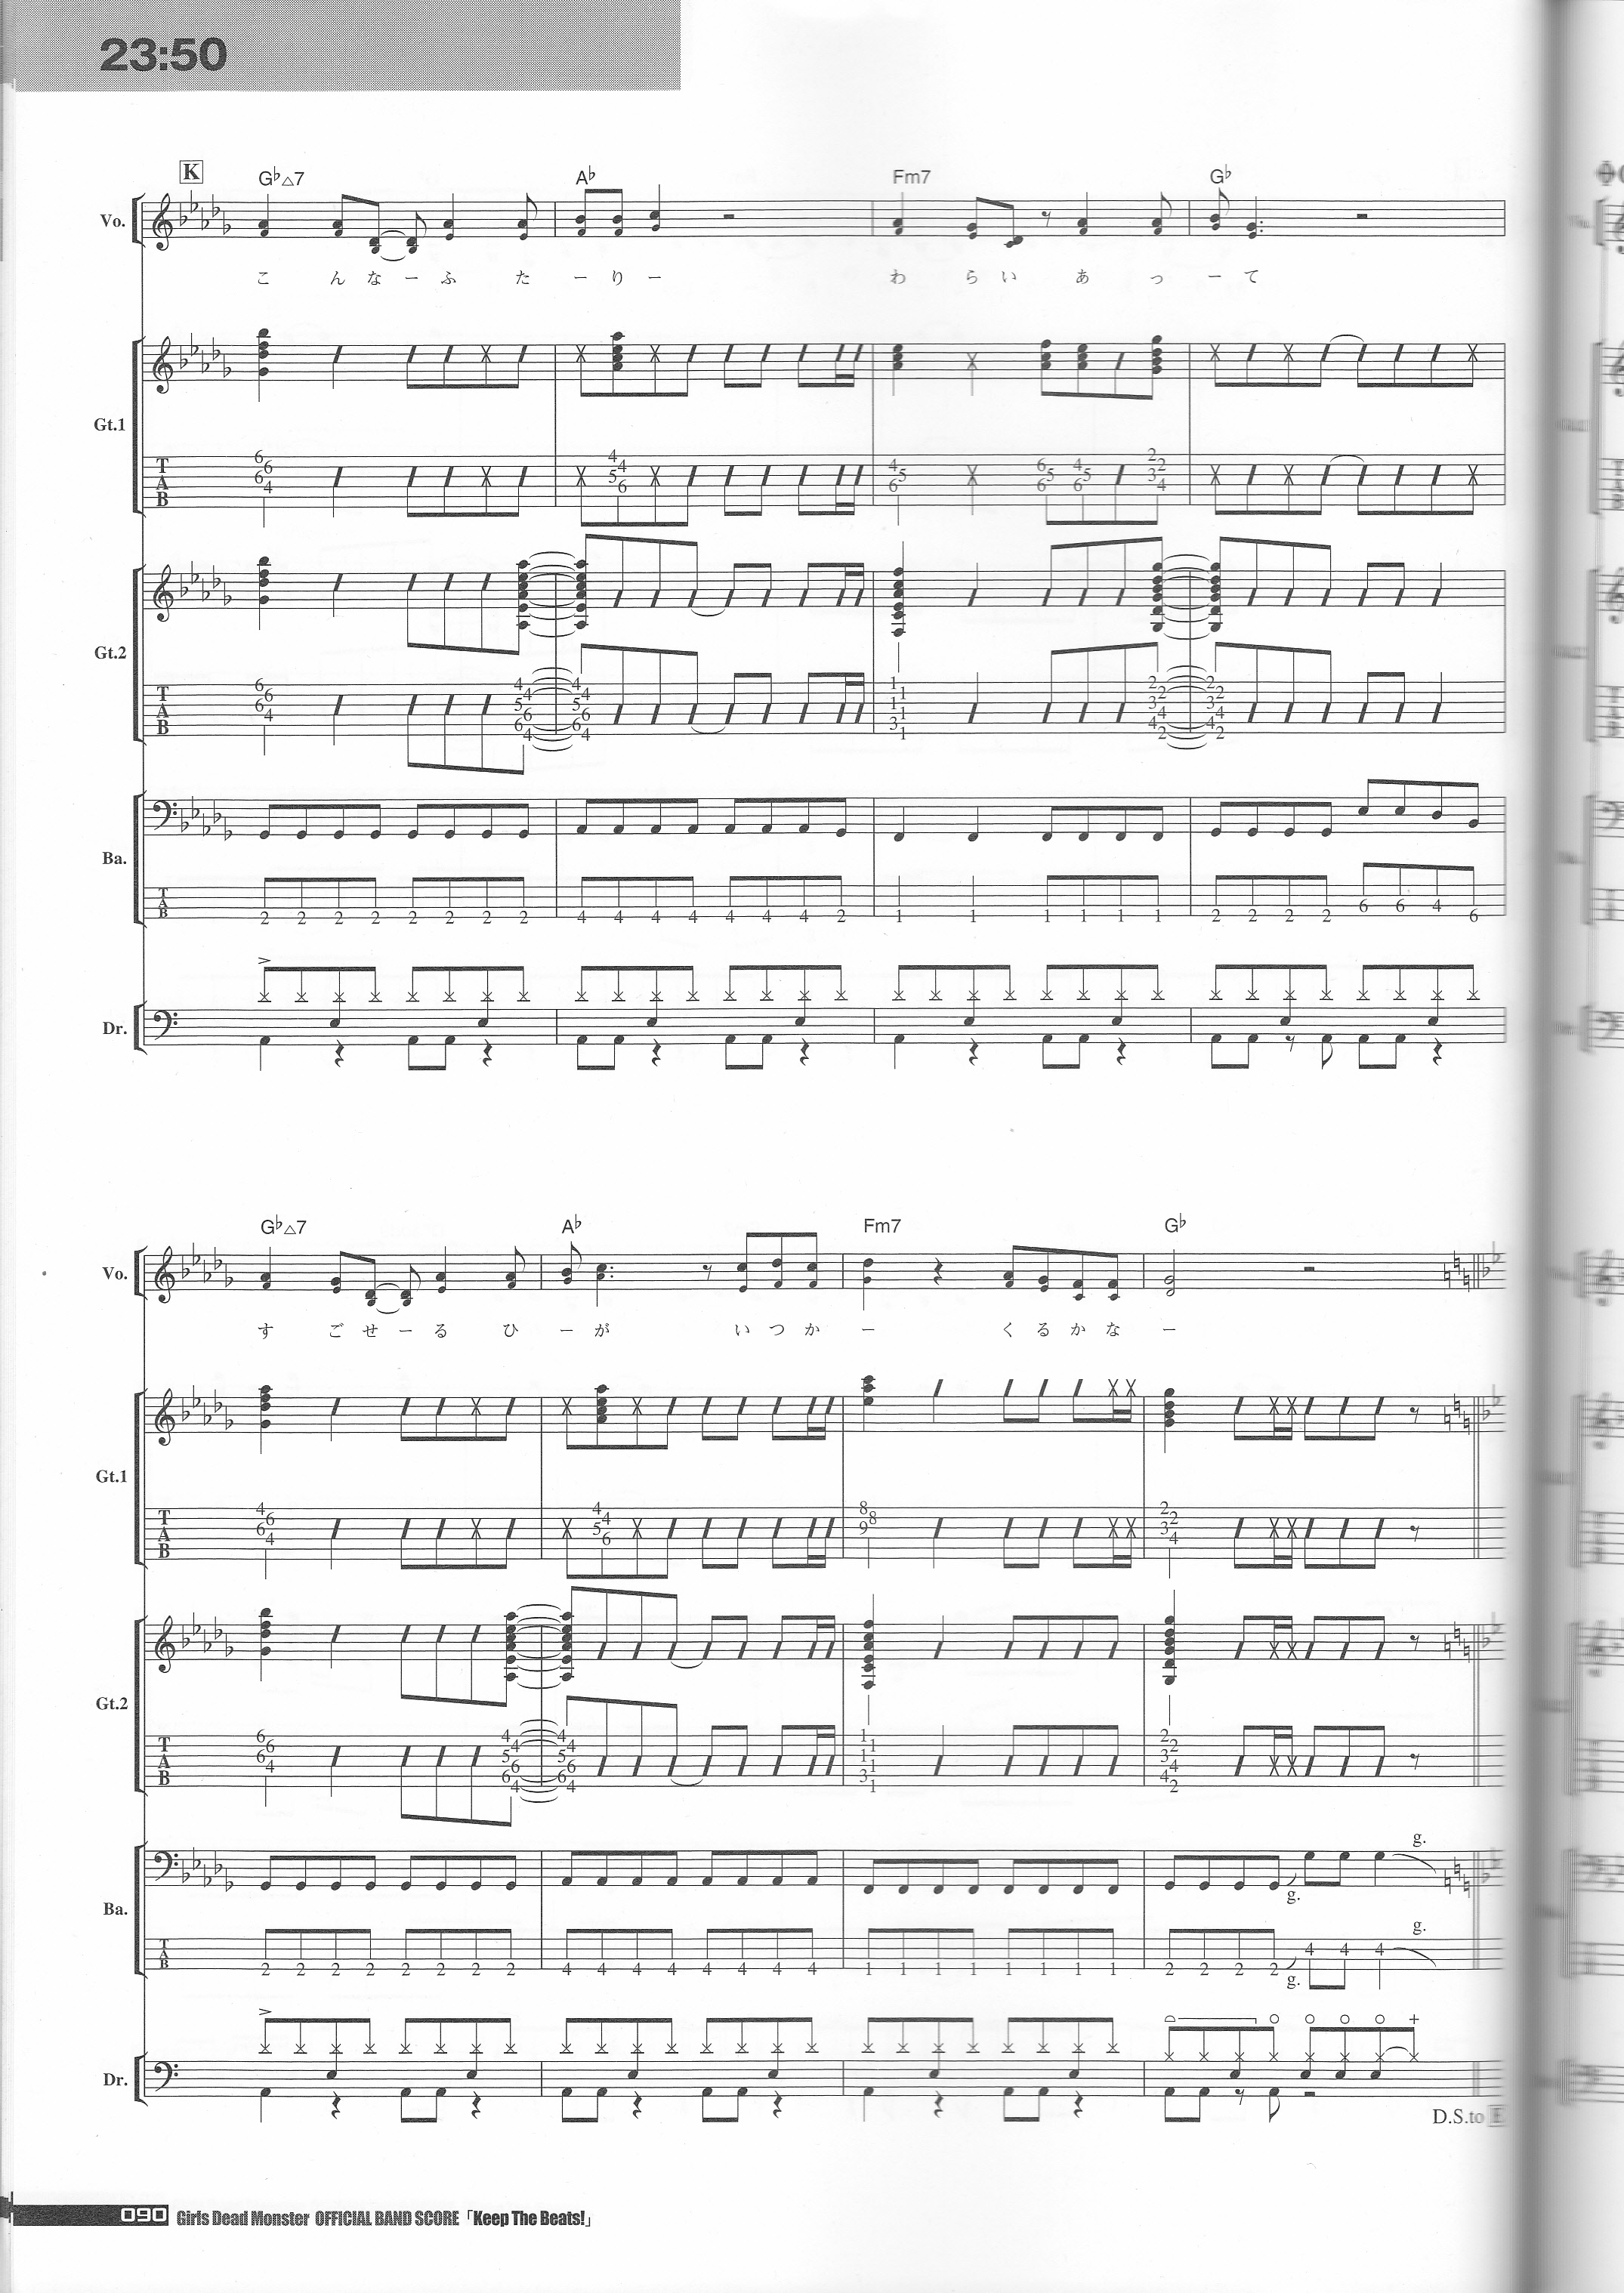 23:50
K
G♭△7 A♭ Fm7 G♭
Vo.
こ ん な ー ふ た ー り ー わ ら い あ っ ー て
Gt.1
T A B
6 6 6 4 4 4 5 6 4 5 6 6 5 6 4 5 6 2 2 3 4
Gt.2
T A B
6 6 6 4 4 4 5 6 6 4 4 4 5 6 6 4 1 1 1 1 3 1 2 2 3 4 4 2 2 2 3 4 4 2
Ba.
T A B
2 2 2 2 2 2 2 2 4 4 4 4 4 4 4 2 1 1 1 1 1 1 2 2 2 2 6 6 4 6
Dr.
G♭△7 A♭ Fm7 G♭
Vo.
す ご せ ー る ひ ー が い つ か ー く る か な ー
Gt.1
T A B
4 6 6 4 4 4 5 6 8 8 9 2 2 3 4
Gt.2
T A B
6 6 6 4 4 4 5 6 6 4 4 4 5 6 6 4 1 1 1 1 3 1 2 2 3 4 4 2
g.
g.
Ba.
g.
T A B
2 2 2 2 2 2 2 2 4 4 4 4 4 4 4 4 1 1 1 1 1 1 1 1 2 2 2 2 4 4 4
g.
Dr.
D.S.to E
090 Girls Dead Monster OFFICIAL BAND SCORE「Keep The Beats!」